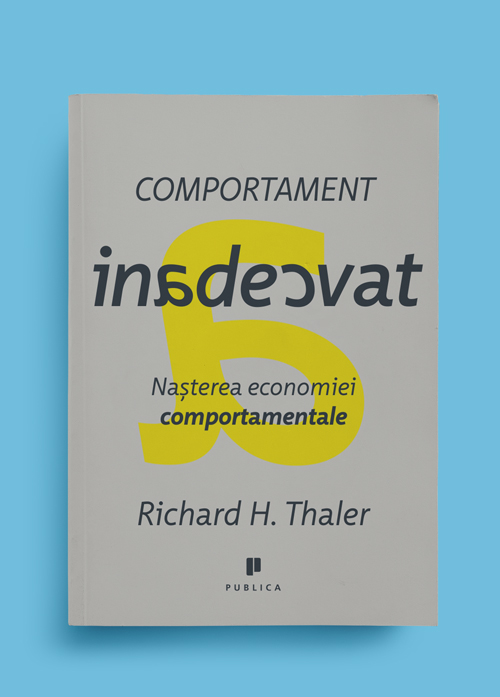 COMPORTAMENT
inadecvat
Nașterea economiei
comportamentale
Richard H. Thaler
PUBLICA